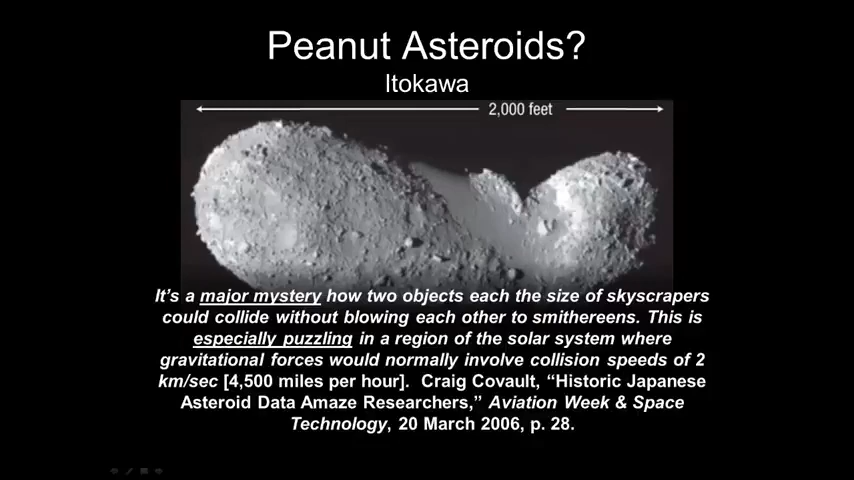 Peanut Asteroids?
Itokawa
2,000 feet
It’s a major mystery how two objects each the size of skyscrapers
could collide without blowing each other to smithereens. This is
especially puzzling in a region of the solar system where
gravitational forces would normally involve collision speeds of 2
km/sec [4,500 miles per hour].  Craig Covault, “Historic Japanese
Asteroid Data Amaze Researchers,” Aviation Week & Space
Technology, 20 March 2006, p. 28.